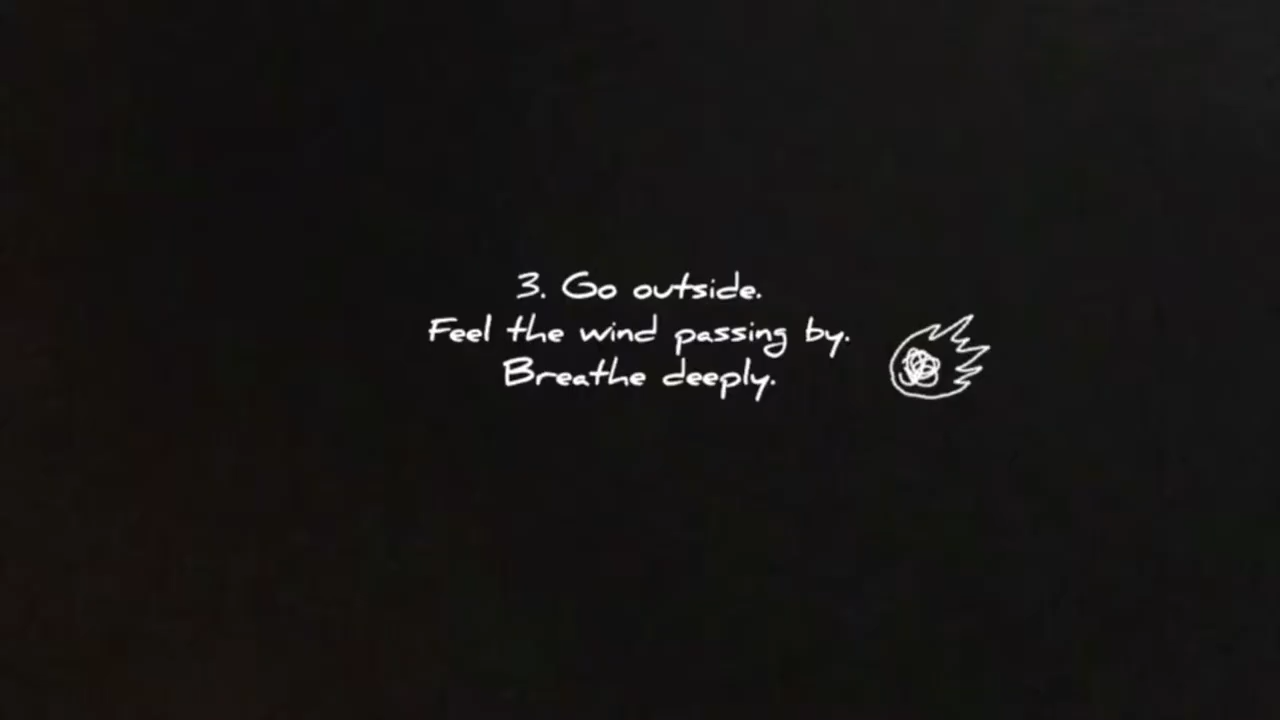 3. Go outside.
Feel the wind passing by.
Breathe deeply.